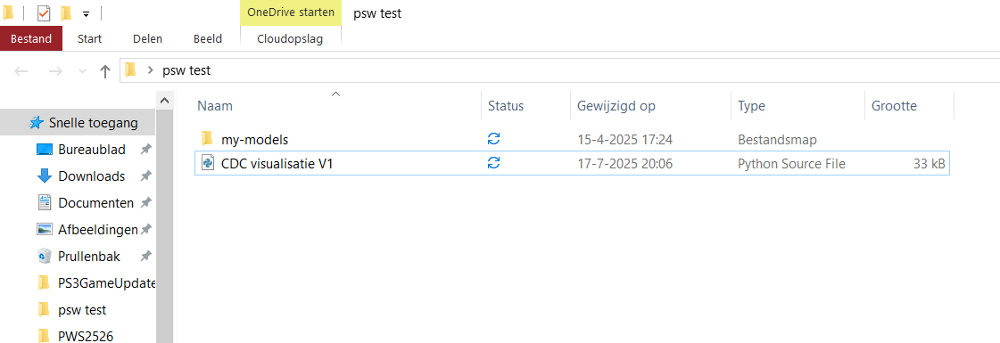 OneDrive starten
psw test
Bestand
Start
Delen
Beeld
Cloudopslag
psw test
Naam
Status
Gewijzigd op
Type
Grootte
Snelle toegang
Bureaublad
Downloads
Documenten
Afbeeldingen
Prullenbak
PS3GameUpdate
psw test
PWS2526
my-models
15-4-2025 17:24
Bestandsmap
CDC visualisatie V1
17-7-2025 20:06
Python Source File
33 kB